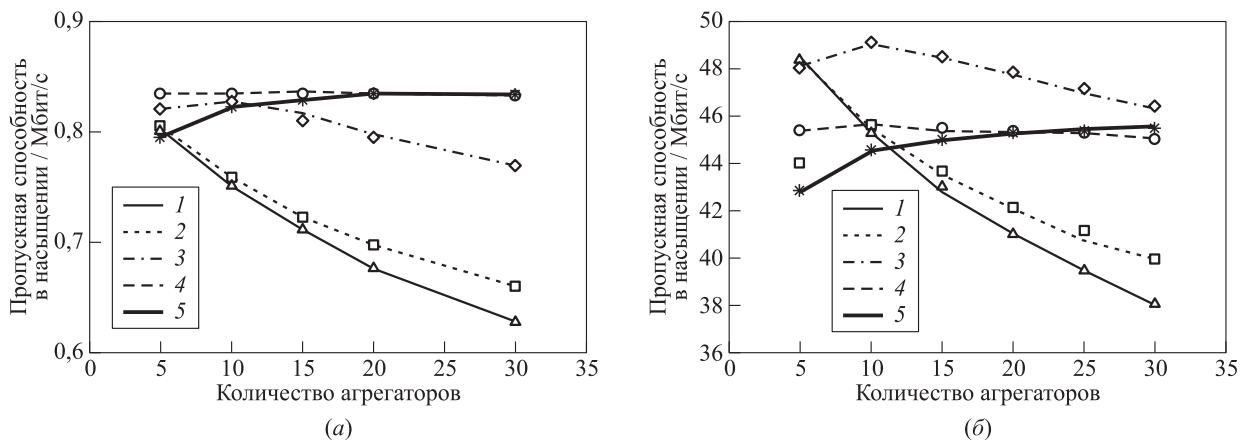 Пропускная способность
в насыщении / Мбит/с
0,9
0,8
0,7
0,6
1
2
3
4
5
0 5 10 15 20 25 30 35
Количество агрегаторов
(а)
Пропускная способность
в насыщении / Мбит/с
50
48
46
44
42
40
38
36
1
2
3
4
5
0 5 10 15 20 25 30 35
Количество агрегаторов
(б)